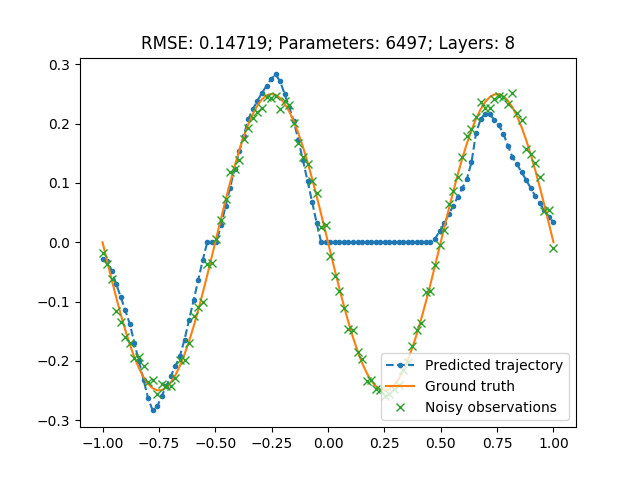 RMSE: 0.14719; Parameters: 6497; Layers: 8
0.3
0.2
0.1
0.0
−0.1
−0.2
−0.3
Predicted trajectory
Ground truth
Noisy observations
−1.00 −0.75 −0.50 −0.25 0.00 0.25 0.50 0.75 1.00